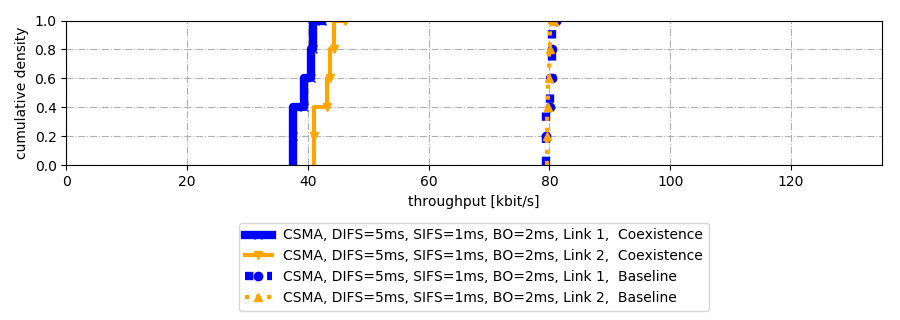 1.0
0.8
0.6
0.4
0.2
0.0
cumulative density
0 20 40 60 80 100 120
throughput [kbit/s]
CSMA, DIFS=5ms, SIFS=1ms, BO=2ms, Link 1,  Coexistence
CSMA, DIFS=5ms, SIFS=1ms, BO=2ms, Link 2,  Coexistence
CSMA, DIFS=5ms, SIFS=1ms, BO=2ms, Link 1,  Baseline
CSMA, DIFS=5ms, SIFS=1ms, BO=2ms, Link 2,  Baseline